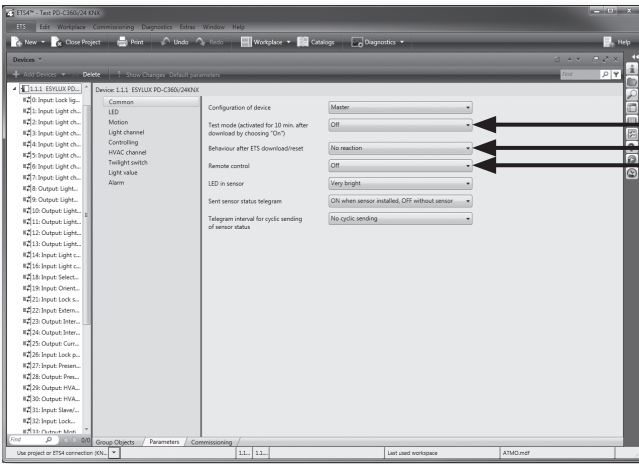 ETS4™ - Test PD-C360i/24 KNX
ETS Edit Workplace Commissioning Diagnostics Extras Window Help
New Close Project Print Undo Redo Workplace Catalogs Diagnostics Help
Devices
Add Devices Delete Show Changes Default parameters Find
1.1.1 ESYLUX PD...
0: Input: Lock lig...
1: Input: Light ch...
2: Input: Light ch...
3: Input: Light ch...
4: Input: Light ch...
5: Input: Light ch...
6: Input: Light ch...
7: Input: Light ch...
8: Output: Light...
9: Output: Light...
10: Output: Light...
11: Output: Light...
12: Output: Light...
13: Output: Light...
14: Input: Light c...
16: Input: Light c...
18: Input: Select...
19: Input: Orient...
21: Input: Lock s...
22: Input: Extern...
23: Output: Inter...
24: Output: Inter...
25: Output: Curr...
26: Input: Lock p...
27: Input: Presen...
28: Output: Pres...
29: Output: HVA...
30: Output: HVA...
31: Input: Slave/...
32: Input: Lock...
33: Output: Moti...
Find 0/0
Device: 1.1.1 ESYLUX PD-C360i/24KNX
Common
LED
Motion
Light channel
Controlling
HVAC channel
Twilight switch
Light value
Alarm
Configuration of device Master
Test mode (activated for 10 min. after
download by choosing "On") Off
Behaviour after ETS download/reset No reaction
Remote control Off
LED in sensor Very bright
Sent sensor status telegram ON when sensor installed, OFF without sensor
Telegram interval for cyclic sending
of sensor status No cyclic sending
Group Objects Parameters Commissioning
Use project or ETS4 connection (KN... 1.1... 1.1... Last used workspace ATMO.mdf